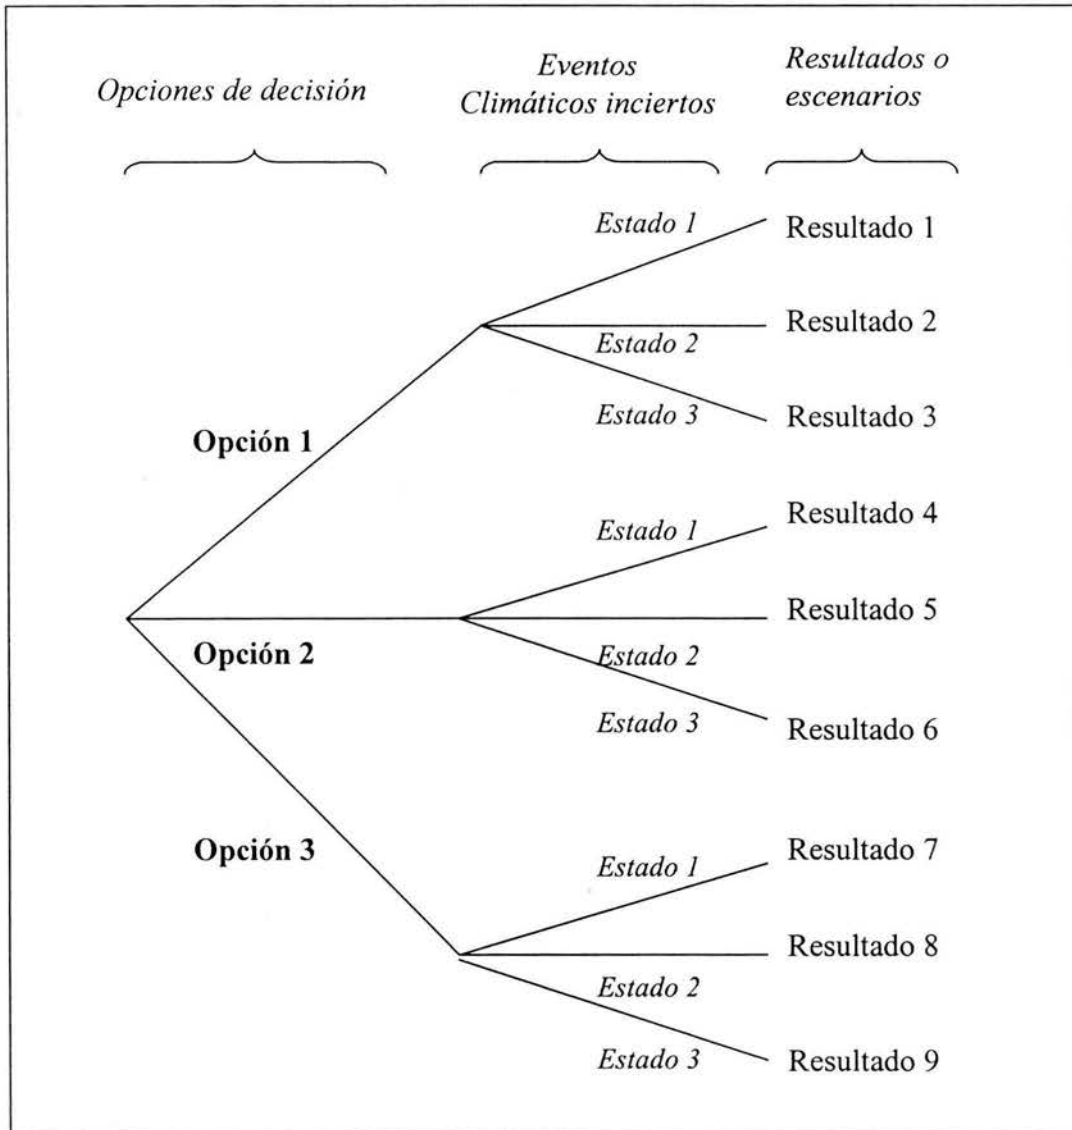 Opciones de decisión
Eventos
Climáticos inciertos
Resultados o
escenarios
Estado 1
Resultado 1
Resultado 2
Estado 2
Estado 3
Resultado 3
Opción 1
Estado 1
Resultado 4
Resultado 5
Opción 2
Estado 2
Estado 3
Resultado 6
Opción 3
Estado 1
Resultado 7
Resultado 8
Estado 2
Estado 3
Resultado 9